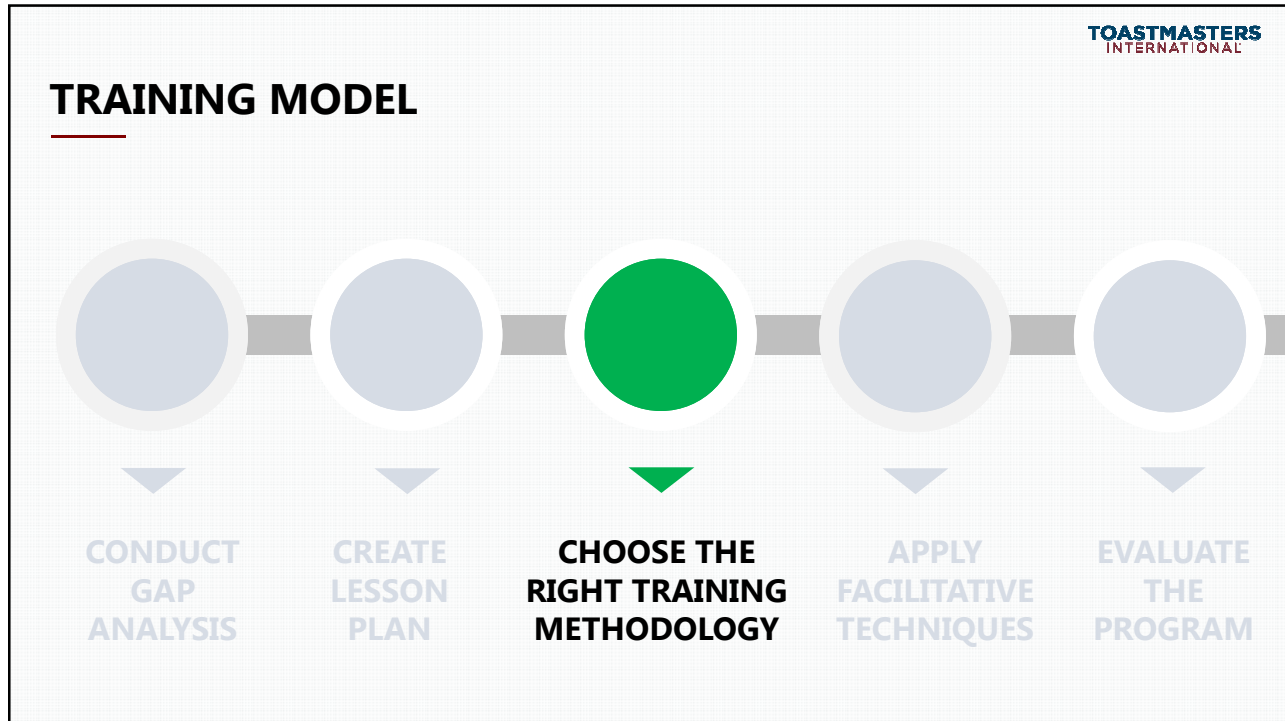 TOASTMASTERS
INTERNATIONAL
TRAINING MODEL
CONDUCT
GAP
ANALYSIS
CREATE
LESSON
PLAN
CHOOSE THE
RIGHT TRAINING
METHODOLOGY
APPLY
FACILITATIVE
TECHNIQUES
EVALUATE
THE
PROGRAM